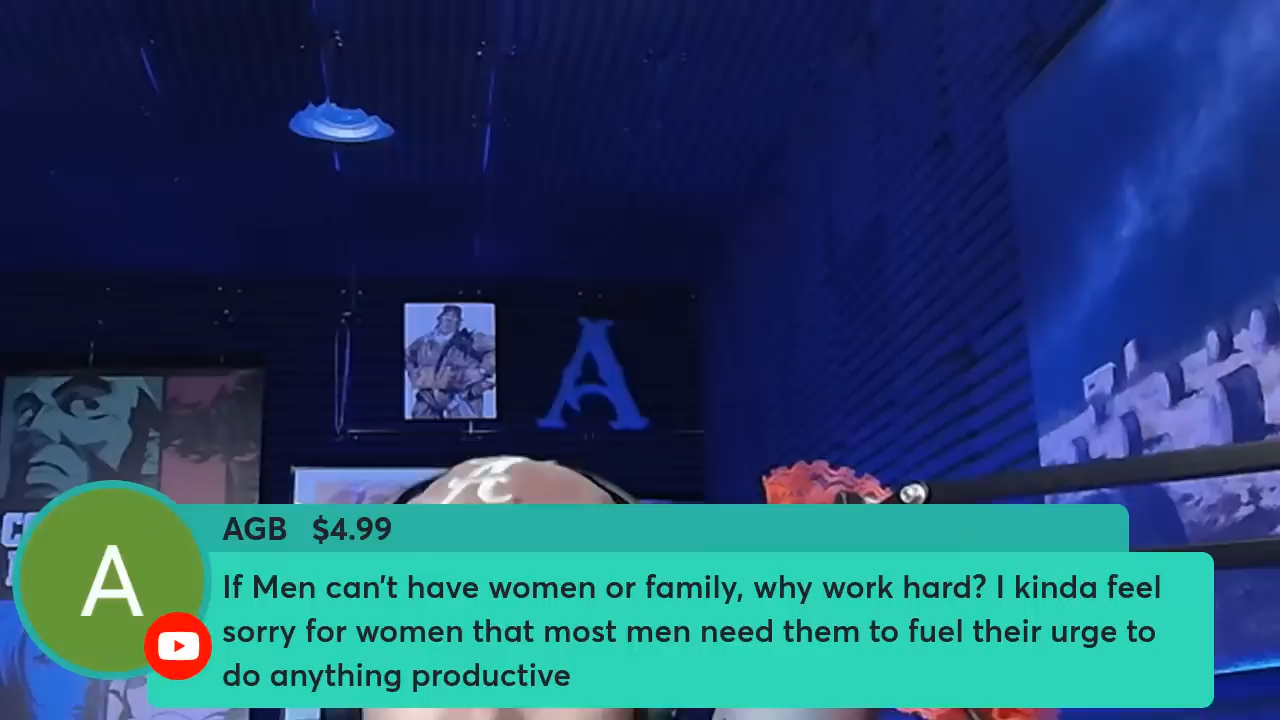 A
AGB $4.99
A
If Men can't have women or family, why work hard? I kinda feel
sorry for women that most men need them to fuel their urge to
do anything productive